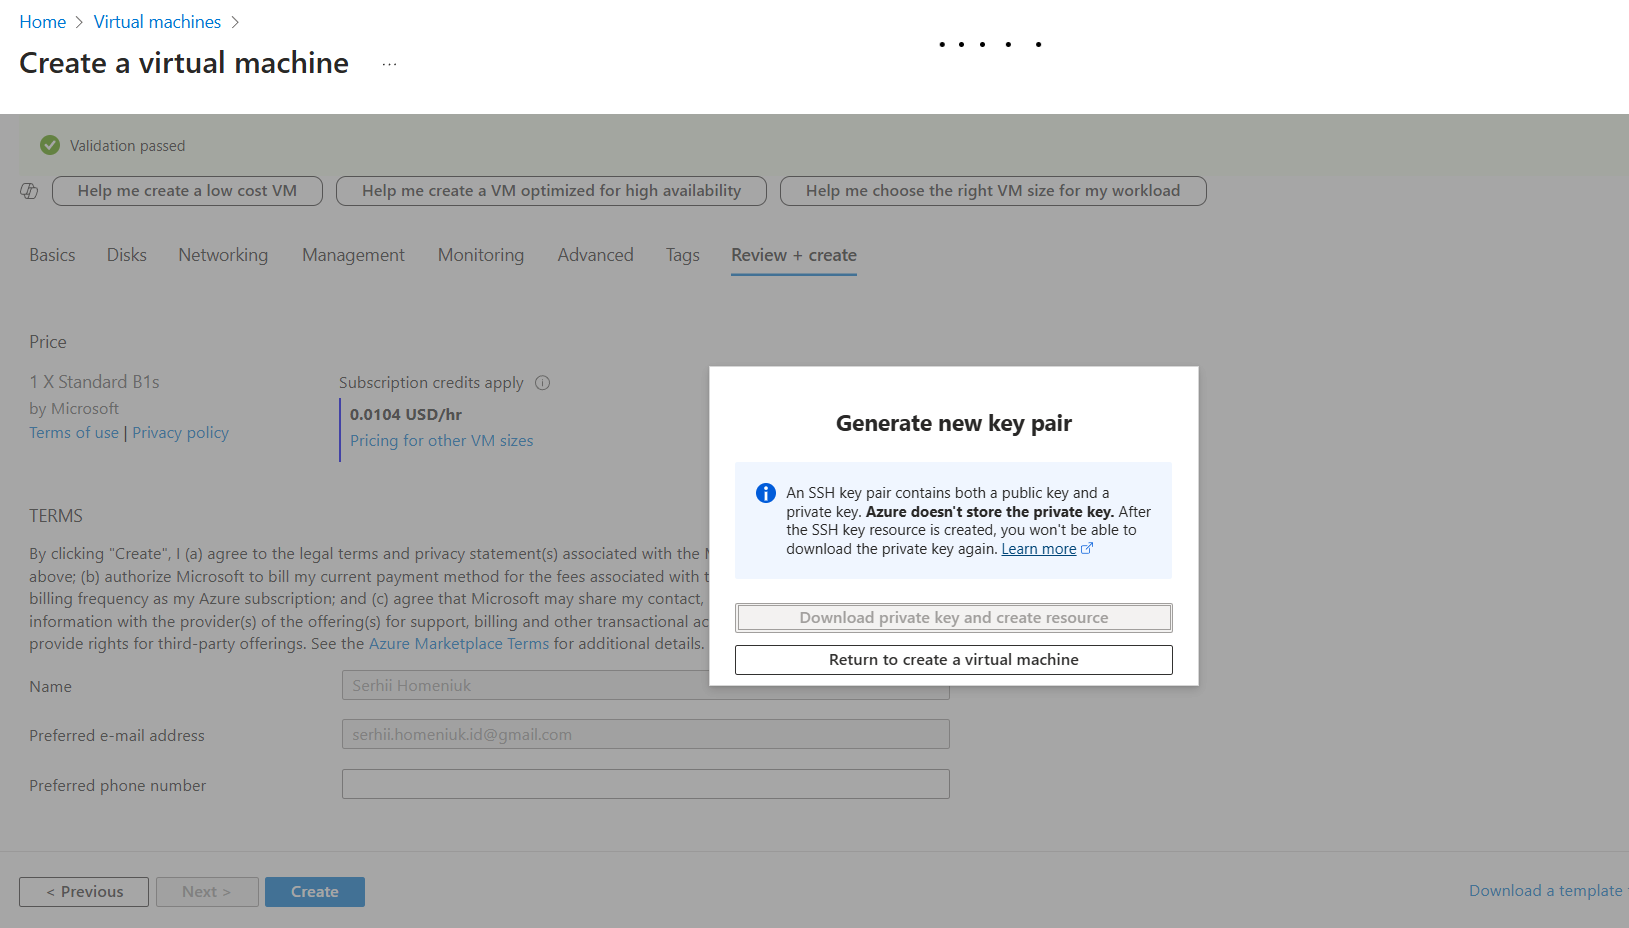 Home > Virtual machines >
Create a virtual machine ...
Validation passed
Help me create a low cost VM
Help me create a VM optimized for high availability
Help me choose the right VM size for my workload
Basics Disks Networking Management Monitoring Advanced Tags Review + create
Price
1 X Standard B1s
by Microsoft
Terms of use | Privacy policy
Subscription credits apply
0.0104 USD/hr
Pricing for other VM sizes
TERMS
By clicking "Create", I (a) agree to the legal terms and privacy statement(s) associated with the
above; (b) authorize Microsoft to bill my current payment method for the fees associated with
billing frequency as my Azure subscription; and (c) agree that Microsoft may share my contact,
information with the provider(s) of the offering(s) for support, billing and other transactional
provide rights for third-party offerings. See the Azure Marketplace Terms for additional details.
Name
Serhii Homeniuk
Preferred e-mail address
serhii.homeniuk.id@gmail.com
Preferred phone number
Generate new key pair
An SSH key pair contains both a public key and a
private key. Azure doesn't store the private key. After
the SSH key resource is created, you won't be able to
download the private key again. Learn more
Download private key and create resource
Return to create a virtual machine
< Previous
Next >
Create
Download a template